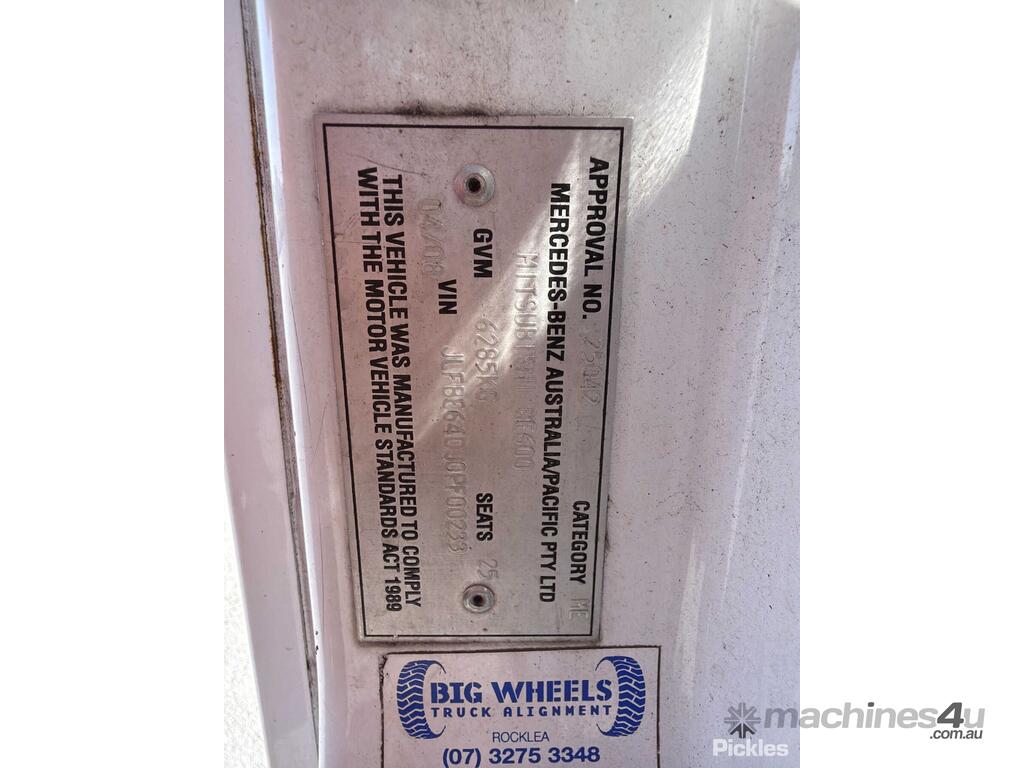 APPROVAL NO. 25042 CATEGORY ME
MERCEDES-BENZ AUSTRALIA/PACIFIC PTY LTD
MITSUBISHI BE600
GVM 6285KG SEATS 25
04/08 VIN JLFBE64DJ0PF00233
THIS VEHICLE WAS MANUFACTURED TO COMPLY
WITH THE MOTOR VEHICLE STANDARDS ACT 1989
BIG WHEELS
TRUCK ALIGNMENT
ROCKLEA
(07) 3275 3348
machines4u
.com.au
Pickles